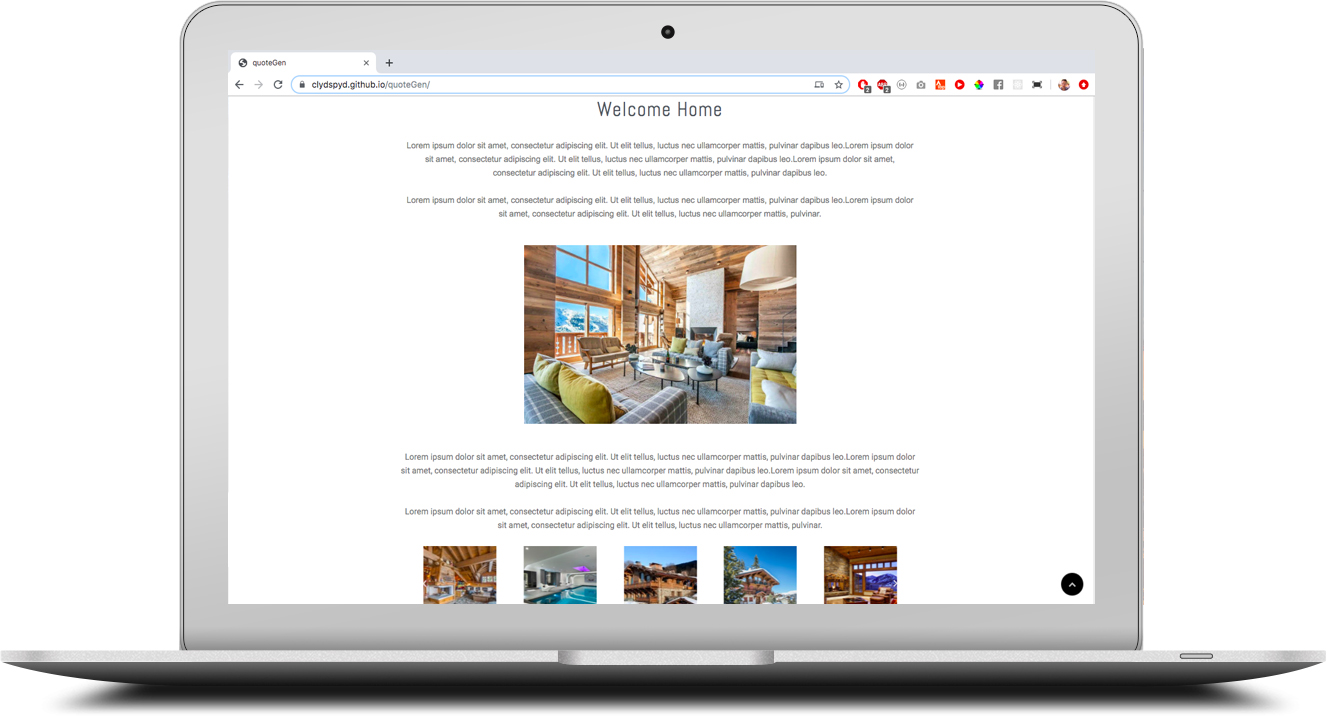 quoteGen
clydspyd.github.io/quoteGen/
2
2
Welcome Home
Lorem ipsum dolor sit amet, consectetur adipiscing elit. Ut elit tellus, luctus nec ullamcorper mattis, pulvinar dapibus leo.Lorem ipsum dolor
sit amet, consectetur adipiscing elit. Ut elit tellus, luctus nec ullamcorper mattis, pulvinar dapibus leo.Lorem ipsum dolor sit amet,
consectetur adipiscing elit. Ut elit tellus, luctus nec ullamcorper mattis, pulvinar dapibus leo.
Lorem ipsum dolor sit amet, consectetur adipiscing elit. Ut elit tellus, luctus nec ullamcorper mattis, pulvinar dapibus leo.Lorem ipsum dolor
sit amet, consectetur adipiscing elit. Ut elit tellus, luctus nec ullamcorper mattis, pulvinar.
Lorem ipsum dolor sit amet, consectetur adipiscing elit. Ut elit tellus, luctus nec ullamcorper mattis, pulvinar dapibus leo.Lorem ipsum dolor
sit amet, consectetur adipiscing elit. Ut elit tellus, luctus nec ullamcorper mattis, pulvinar dapibus leo.Lorem ipsum dolor sit amet, consectetur
adipiscing elit. Ut elit tellus, luctus nec ullamcorper mattis, pulvinar dapibus leo.
Lorem ipsum dolor sit amet, consectetur adipiscing elit. Ut elit tellus, luctus nec ullamcorper mattis, pulvinar dapibus leo.Lorem ipsum dolor
sit amet, consectetur adipiscing elit. Ut elit tellus, luctus nec ullamcorper mattis, pulvinar.